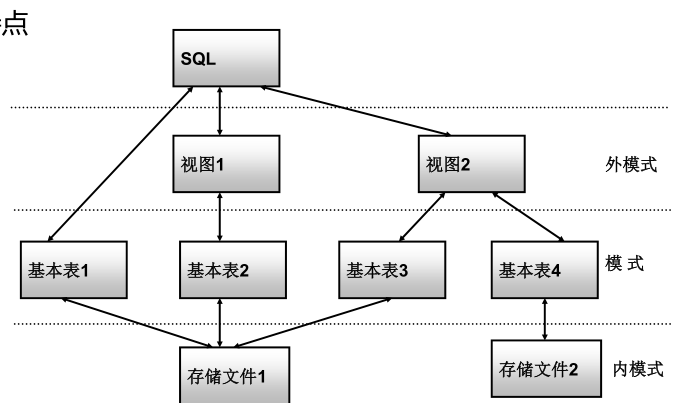 点
SQL
视图1
视图2
外模式
基本表1
基本表2
基本表3
基本表4
模 式
存储文件1
存储文件2
内模式